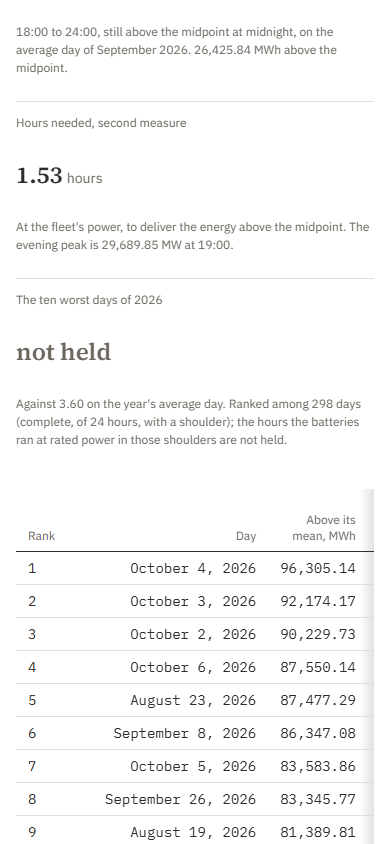 18:00 to 24:00, still above the midpoint at midnight, on the
average day of September 2026. 26,425.84 MWh above the
midpoint.
Hours needed, second measure
1.53 hours
At the fleet's power, to deliver the energy above the midpoint. The
evening peak is 29,689.85 MW at 19:00.
The ten worst days of 2026
not held
Against 3.60 on the year's average day. Ranked among 298 days
(complete, of 24 hours, with a shoulder); the hours the batteries
ran at rated power in those shoulders are not held.
Above its
Rank Day mean, MWh
1 October 4, 2026 96,305.14
2 October 3, 2026 92,174.17
3 October 2, 2026 90,229.73
4 October 6, 2026 87,550.14
5 August 23, 2026 87,477.29
6 September 8, 2026 86,347.08
7 October 5, 2026 83,583.86
8 September 26, 2026 83,345.77
9 August 19, 2026 81,389.81